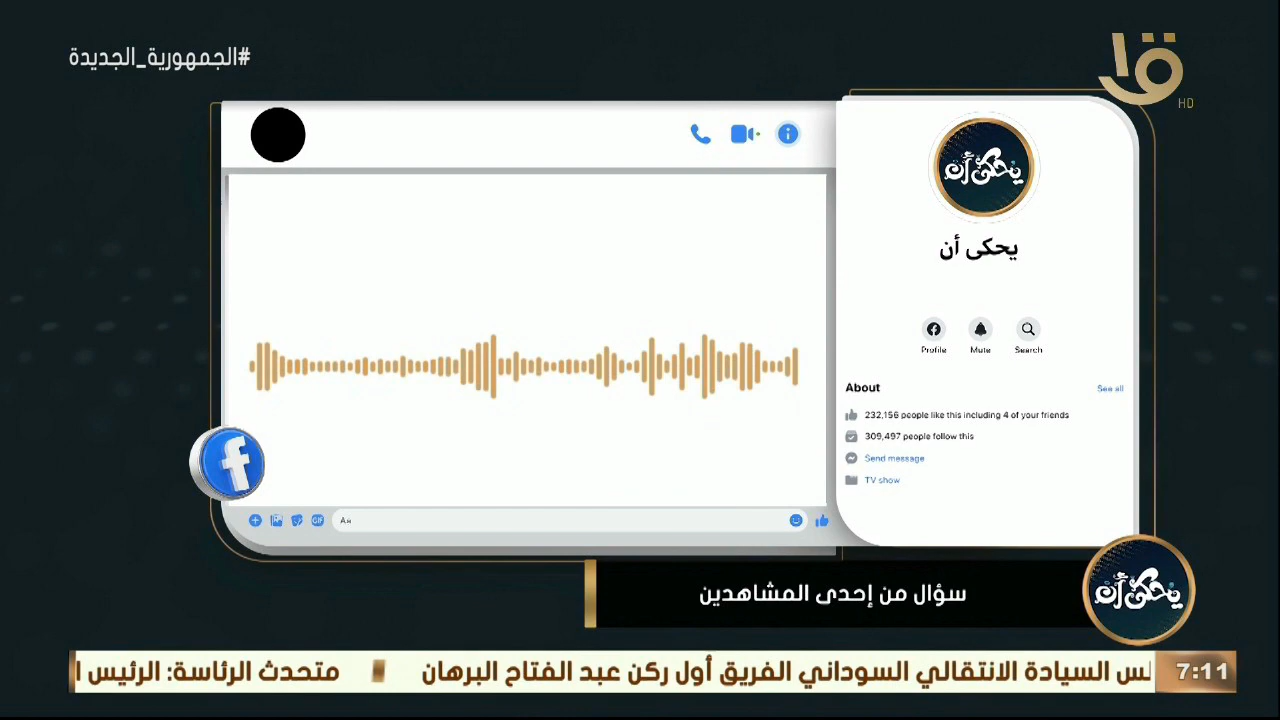 #الجمهورية_الجديدة
HD
يحكى أن
يحكى أن
Profile
Mute
Search
About
See all
232,156 people like this including 4 of your friends
309,497 people follow this
Send message
TV show
GIF
Aa
سؤال من إحدى المشاهدين
يحكى أن
7:11
السيادة الانتقالي السوداني الفريق أول ركن عبد الفتاح البرهان
متحدث الرئاسة: الرئيس